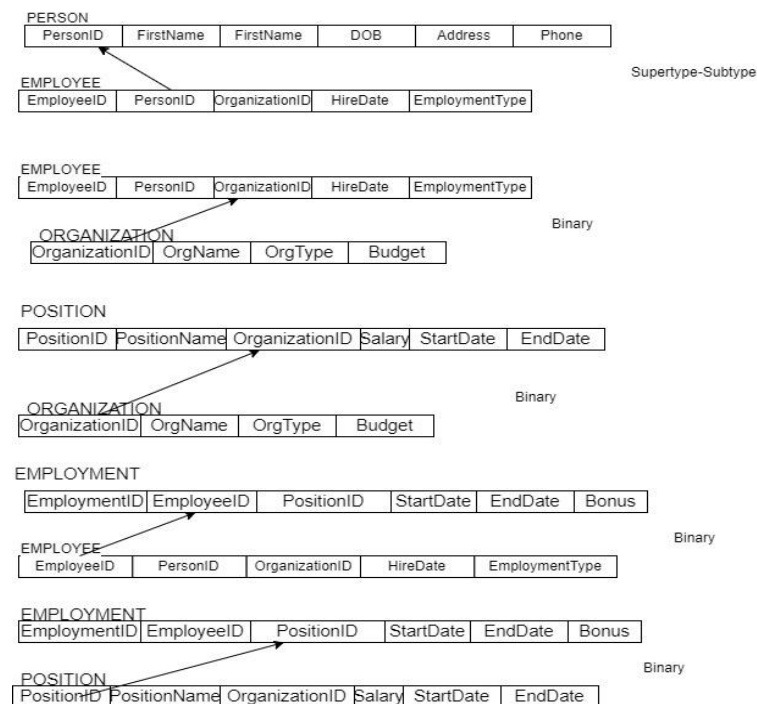 PERSON
PersonID FirstName FirstName DOB Address Phone
Supertype-Subtype
EMPLOYEE
EmployeeID PersonID OrganizationID HireDate EmploymentType
EMPLOYEE
EmployeeID PersonID OrganizationID HireDate EmploymentType
Binary
ORGANIZATION
OrganizationID OrgName OrgType Budget
POSITION
PositionID PositionName OrganizationID Salary StartDate EndDate
Binary
ORGANIZATION
OrganizationID OrgName OrgType Budget
EMPLOYMENT
EmploymentID EmployeeID PositionID StartDate EndDate Bonus
Binary
EMPLOYEE
EmployeeID PersonID OrganizationID HireDate EmploymentType
EMPLOYMENT
EmploymentID EmployeeID PositionID StartDate EndDate Bonus
Binary
POSITION
PositionID PositionName OrganizationID Salary StartDate EndDate